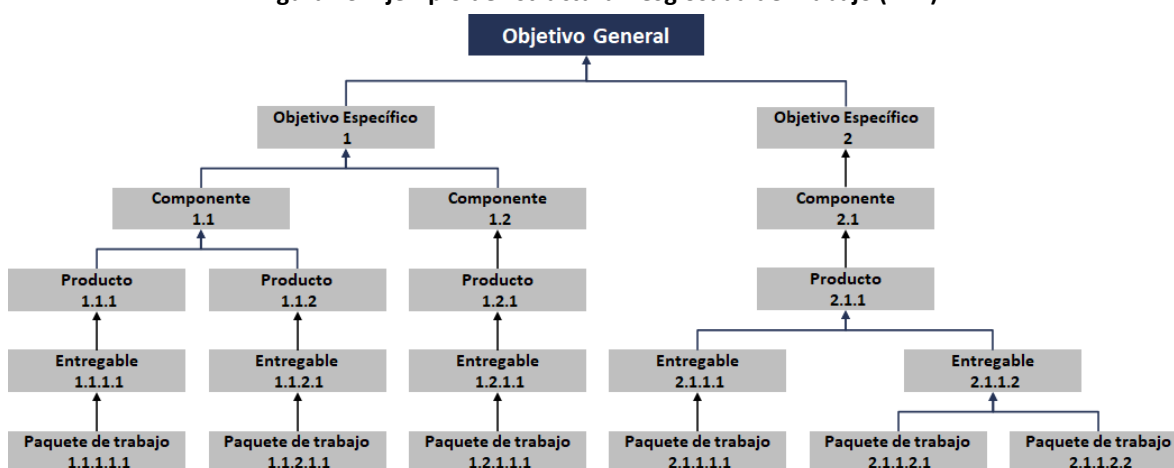 Objetivo General
Objetivo Específico
1
Objetivo Específico
2
Componente
1.1
Componente
1.2
Componente
2.1
Producto
1.1.1
Producto
1.1.2
Producto
1.2.1
Producto
2.1.1
Entregable
1.1.1.1
Entregable
1.1.2.1
Entregable
1.2.1.1
Entregable
2.1.1.1
Entregable
2.1.1.2
Paquete de trabajo
1.1.1.1.1
Paquete de trabajo
1.1.2.1.1
Paquete de trabajo
1.2.1.1.1
Paquete de trabajo
2.1.1.1.1
Paquete de trabajo
2.1.1.2.1
Paquete de trabajo
2.1.1.2.2